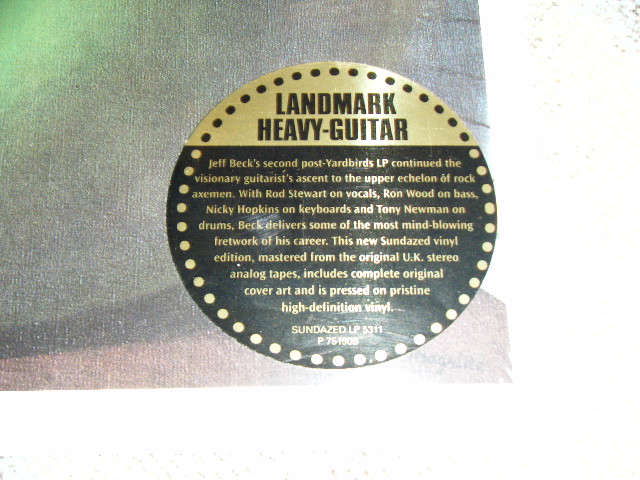 LANDMARK
HEAVY-GUITAR
Jeff Beck's second post-Yardbirds LP continued the
visionary guitarist's ascent to the upper echelon of rock
axemen. With Rod Stewart on vocals, Ron Wood on bass,
Nicky Hopkins on keyboards and Tony Newman on
drums, Beck delivers some of the most mind-blowing
fretwork of his career. This new Sundazed vinyl
edition, mastered from the original U.K. stereo
analog tapes, includes complete original
cover art and is pressed on pristine
high-definition vinyl.
SUNDAZED LP 5311